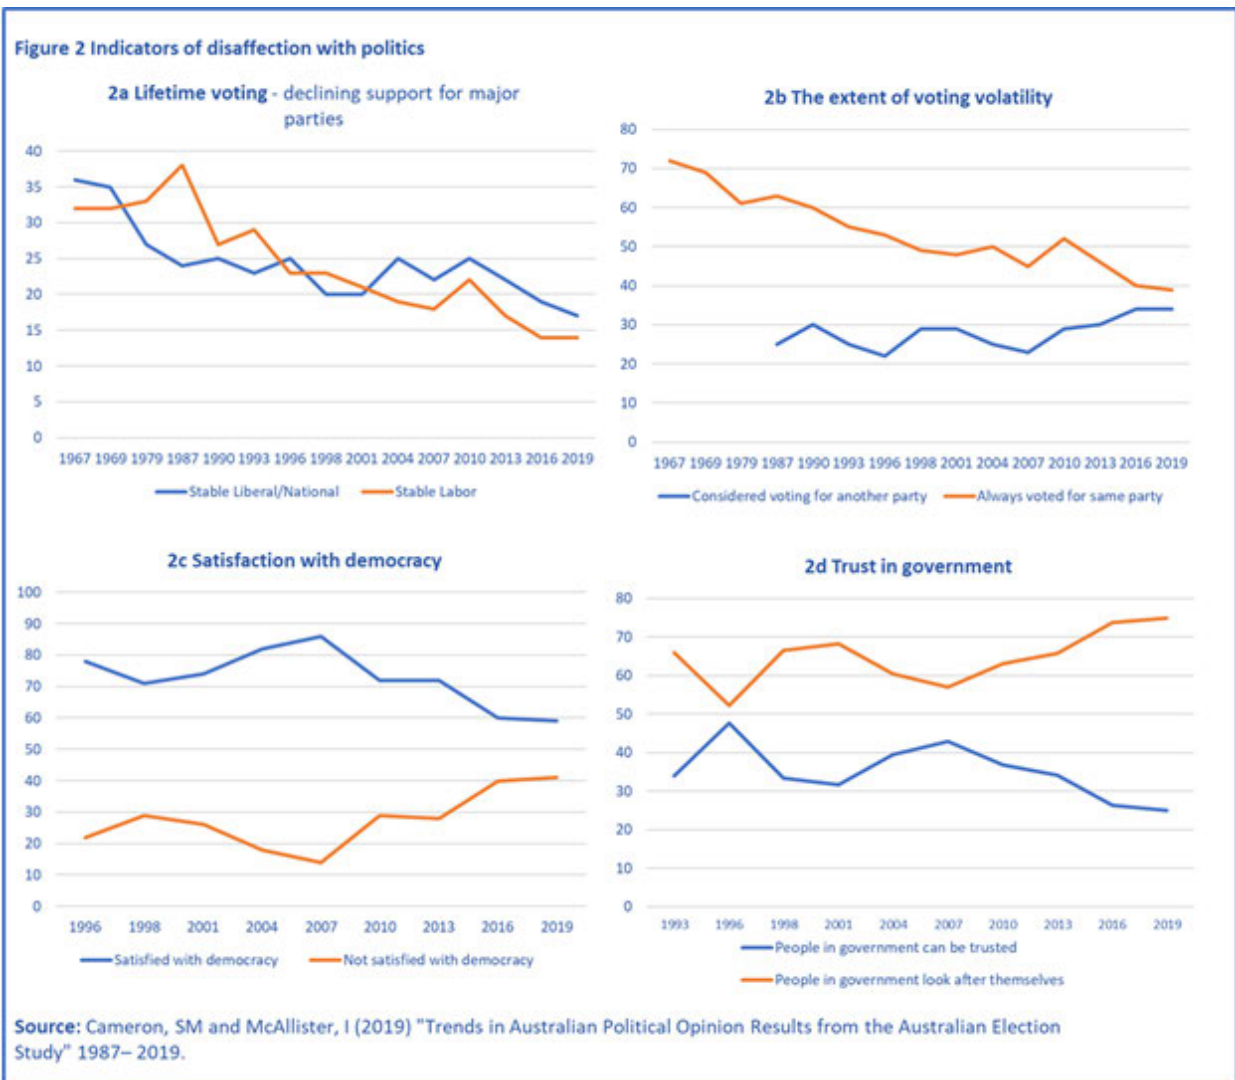 Figure 2 Indicators of disaffection with politics
2a Lifetime voting - declining support for major
parties
40
35
30
25
20
15
10
5
0
1967 1969 1979 1987 1990 1993 1996 1998 2001 2004 2007 2010 2013 2016 2019
Stable Liberal/National Stable Labor
2b The extent of voting volatility
80
70
60
50
40
30
20
10
0
1967 1969 1979 1987 1990 1993 1996 1998 2001 2004 2007 2010 2013 2016 2019
Considered voting for another party Always voted for same party
2c Satisfaction with democracy
100
90
80
70
60
50
40
30
20
10
0
1996 1998 2001 2004 2007 2010 2013 2016 2019
Satisfied with democracy Not satisfied with democracy
2d Trust in government
80
70
60
50
40
30
20
10
0
1993 1996 1998 2001 2004 2007 2010 2013 2016 2019
People in government can be trusted
People in government look after themselves
Source: Cameron, SM and McAllister, I (2019) "Trends in Australian Political Opinion Results from the Australian Election
Study" 1987– 2019.